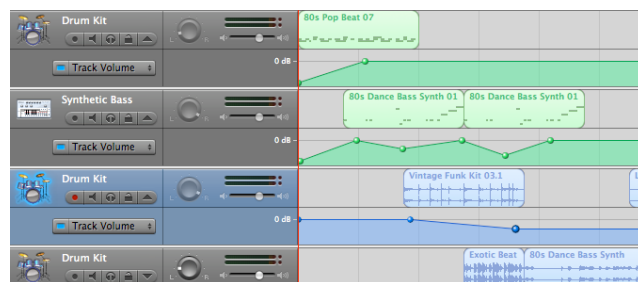 Drum Kit
80s Pop Beat 07
L R
Track Volume
0 dB
Synthetic Bass
80s Dance Bass Synth 01 80s Dance Bass Synth 01
L R
Track Volume
0 dB
Drum Kit
Vintage Funk Kit 03.1
L R
Track Volume
0 dB
Drum Kit
Exotic Beat 80s Dance Bass Synth
L R